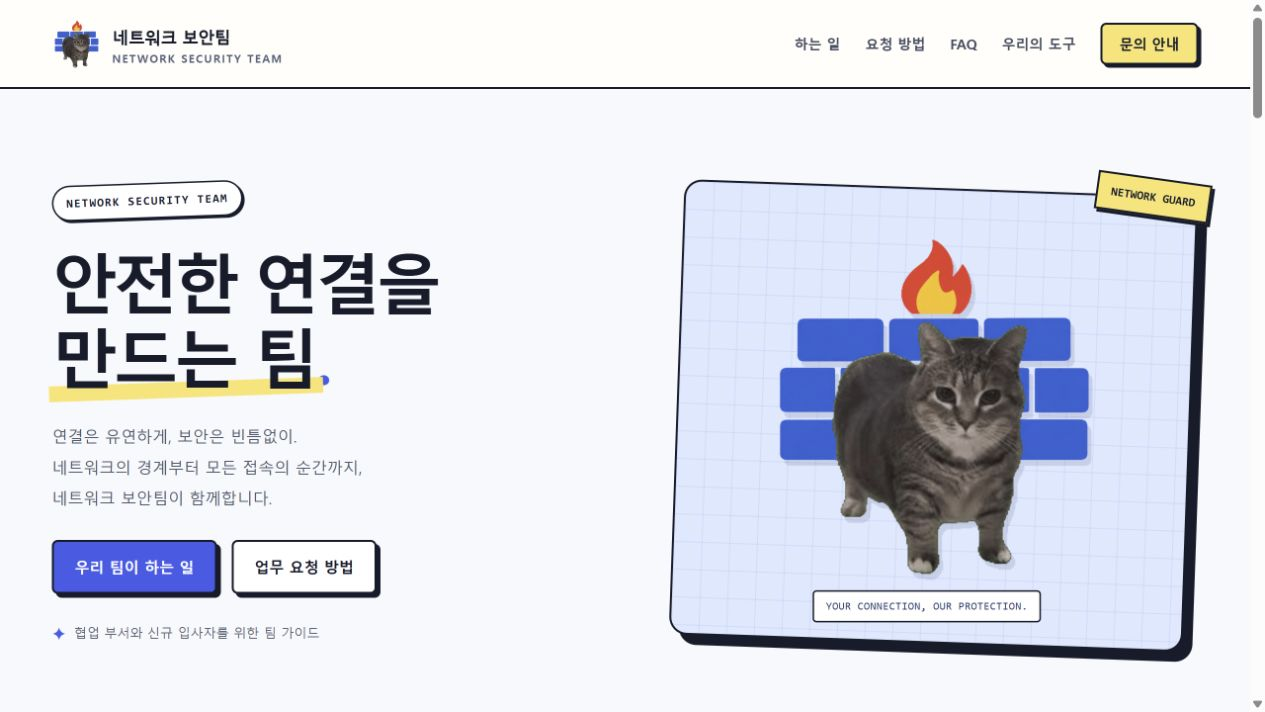 네트워크 보안팀
NETWORK SECURITY TEAM
하는 일
요청 방법
FAQ
우리의 도구
문의 안내
NETWORK SECURITY TEAM
안전한 연결을
만드는 팀
연결은 유연하게, 보안은 빈틈없이.
네트워크의 경계부터 모든 접속의 순간까지,
네트워크 보안팀이 함께합니다.
우리 팀이 하는 일
업무 요청 방법
협업 부서와 신규 입사자를 위한 팀 가이드
NETWORK GUARD
YOUR CONNECTION, OUR PROTECTION.